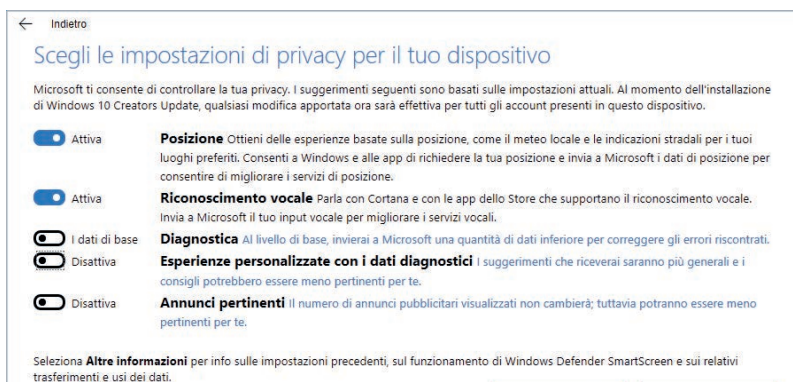 Indietro
Scegli le impostazioni di privacy per il tuo dispositivo
Microsoft ti consente di controllare la tua privacy. I suggerimenti seguenti sono basati sulle impostazioni attuali. Al momento dell'installazione
di Windows 10 Creators Update, qualsiasi modifica apportata ora sarà effettiva per tutti gli account presenti in questo dispositivo.
Attiva Posizione Ottieni delle esperienze basate sulla posizione, come il meteo locale e le indicazioni stradali per i tuoi
luoghi preferiti. Consenti a Windows e alle app di richiedere la tua posizione e invia a Microsoft i dati di posizione per
consentire di migliorare i servizi di posizione.
Attiva Riconoscimento vocale Parla con Cortana e con le app dello Store che supportano il riconoscimento vocale.
Invia a Microsoft il tuo input vocale per migliorare i servizi vocali.
I dati di base Diagnostica Al livello di base, invierai a Microsoft una quantità di dati inferiore per correggere gli errori riscontrati.
Disattiva Esperienze personalizzate con i dati diagnostici I suggerimenti che riceverai saranno più generali e i
consigli potrebbero essere meno pertinenti per te.
Disattiva Annunci pertinenti Il numero di annunci pubblicitari visualizzati non cambierà; tuttavia potranno essere meno
pertinenti per te.
Seleziona Altre informazioni per info sulle impostazioni precedenti, sul funzionamento di Windows Defender SmartScreen e sui relativi
trasferimenti e usi dei dati.